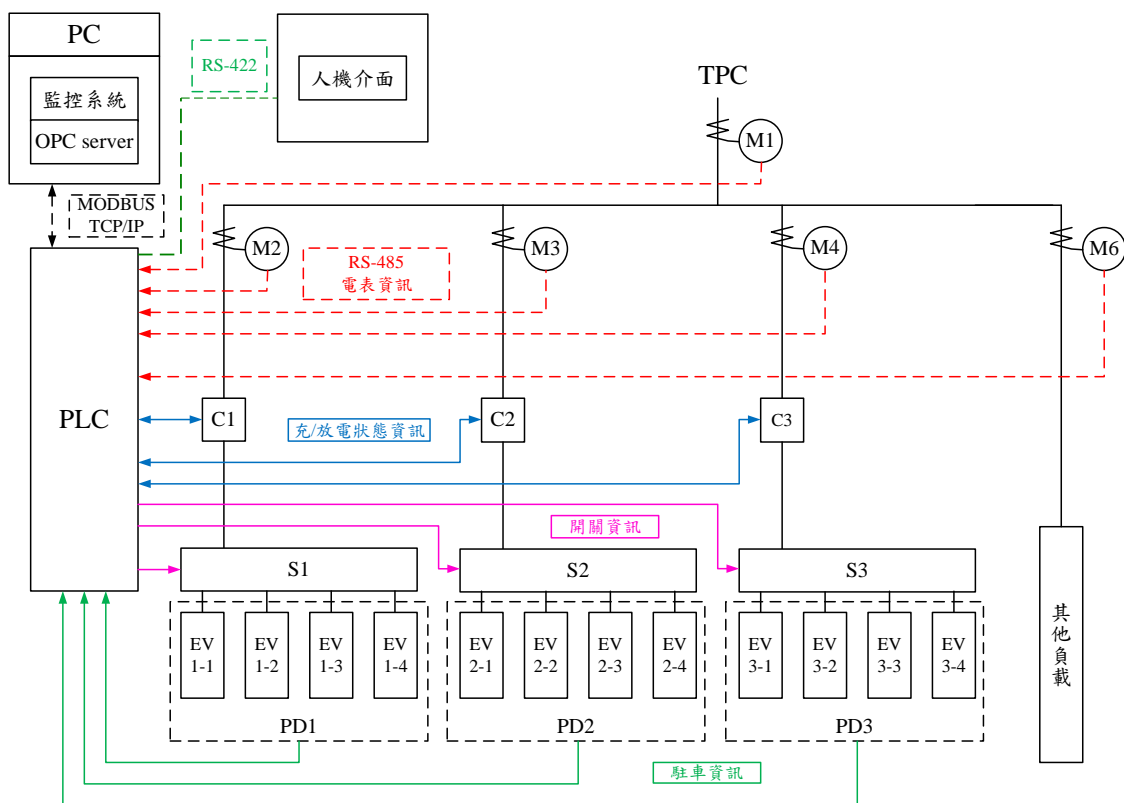 PC
監控系統
OPC server
RS-422
人機介面
TPC
M1
MODBUS
TCP/IP
M2
M3
M4
M6
RS-485
電表資訊
PLC
C1
C2
C3
充/放電狀態資訊
開關資訊
S1
S2
S3
EV
1-1
EV
1-2
EV
1-3
EV
1-4
EV
2-1
EV
2-2
EV
2-3
EV
2-4
EV
3-1
EV
3-2
EV
3-3
EV
3-4
其他負載
PD1
PD2
PD3
駐車資訊